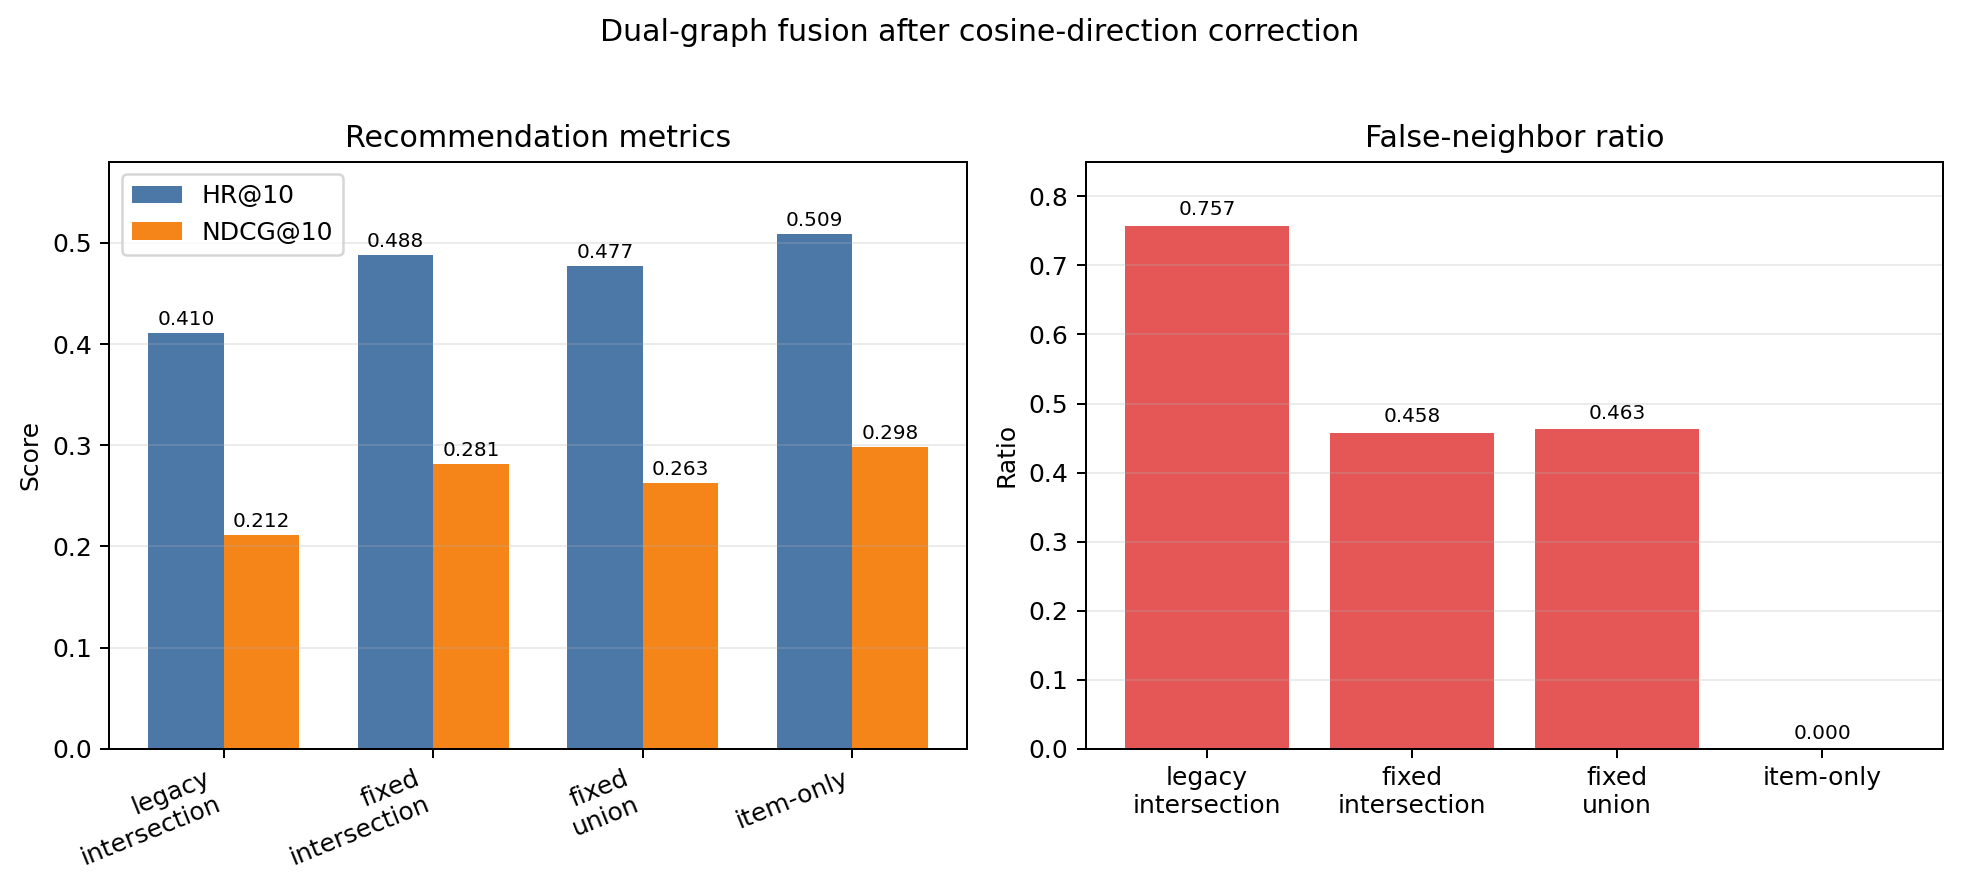 Dual-graph fusion after cosine-direction correction
Recommendation metrics
HR@10
NDCG@10
Score
0.5
0.4
0.3
0.2
0.1
0.0
0.410
0.212
0.488
0.281
0.477
0.263
0.509
0.298
legacy
intersection
fixed
intersection
fixed
union
item-only
False-neighbor ratio
Ratio
0.8
0.7
0.6
0.5
0.4
0.3
0.2
0.1
0.0
0.757
0.458
0.463
0.000
legacy
intersection
fixed
intersection
fixed
union
item-only